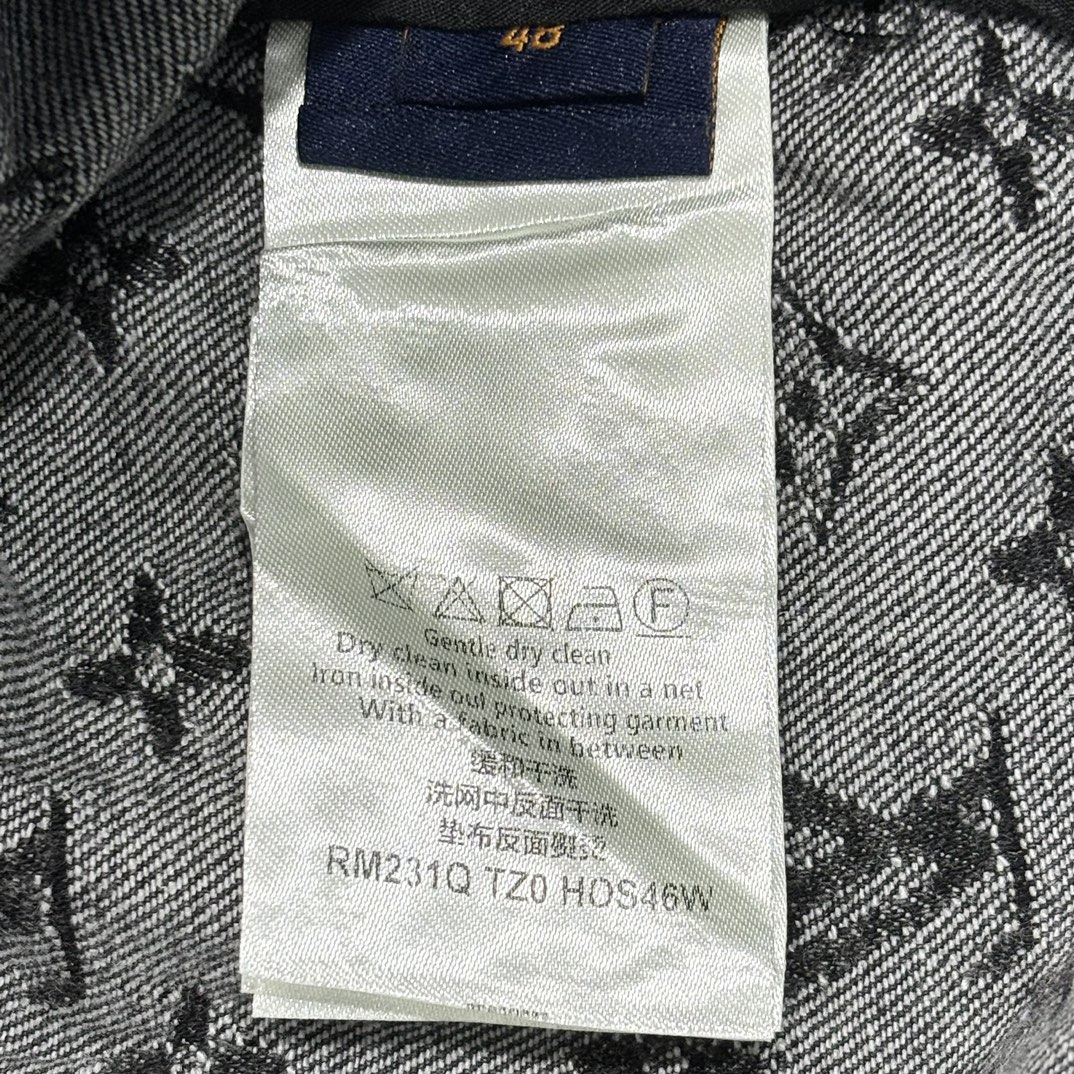 Gentle dry clean
Dry clean inside out in a net
Iron inside out protecting garment
With a fabric in between
缓和干洗
洗网中反面干洗
垫布反面熨烫
RM231Q TZ0 HOS46W